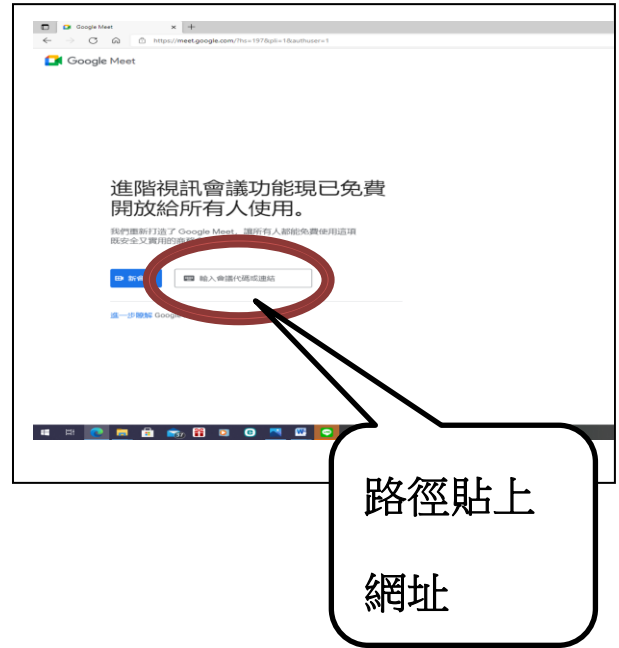 Google Meet
https://meet.google.com/?hs=197&pli=1&authuser=1
Google Meet
進階視訊會議功能現已免費
開放給所有人使用。
我們重新打造了 Google Meet，讓所有人都能免費使用這項
既安全又實用的商
新會
輸入會議代碼或連結
進一步瞭解 Google
路徑貼上
網址